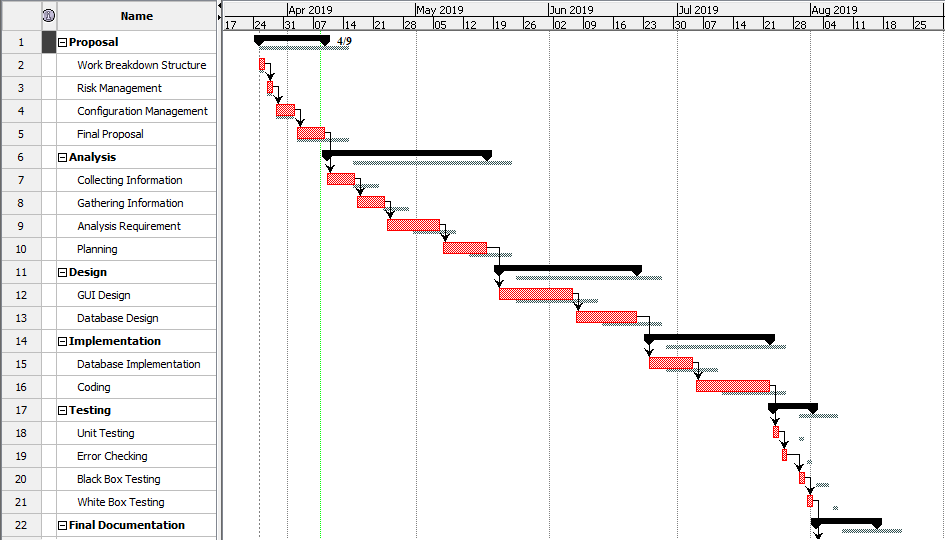 Name
Apr 2019 May 2019 Jun 2019 Jul 2019 Aug 2019
17 24 31 07 14 21 28 05 12 19 26 02 09 16 23 30 07 14 21 28 04 11 18 25
1 Proposal 4/9
2 Work Breakdown Structure
3 Risk Management
4 Configuration Management
5 Final Proposal
6 Analysis
7 Collecting Information
8 Gathering Information
9 Analysis Requirement
10 Planning
11 Design
12 GUI Design
13 Database Design
14 Implementation
15 Database Implementation
16 Coding
17 Testing
18 Unit Testing
19 Error Checking
20 Black Box Testing
21 White Box Testing
22 Final Documentation